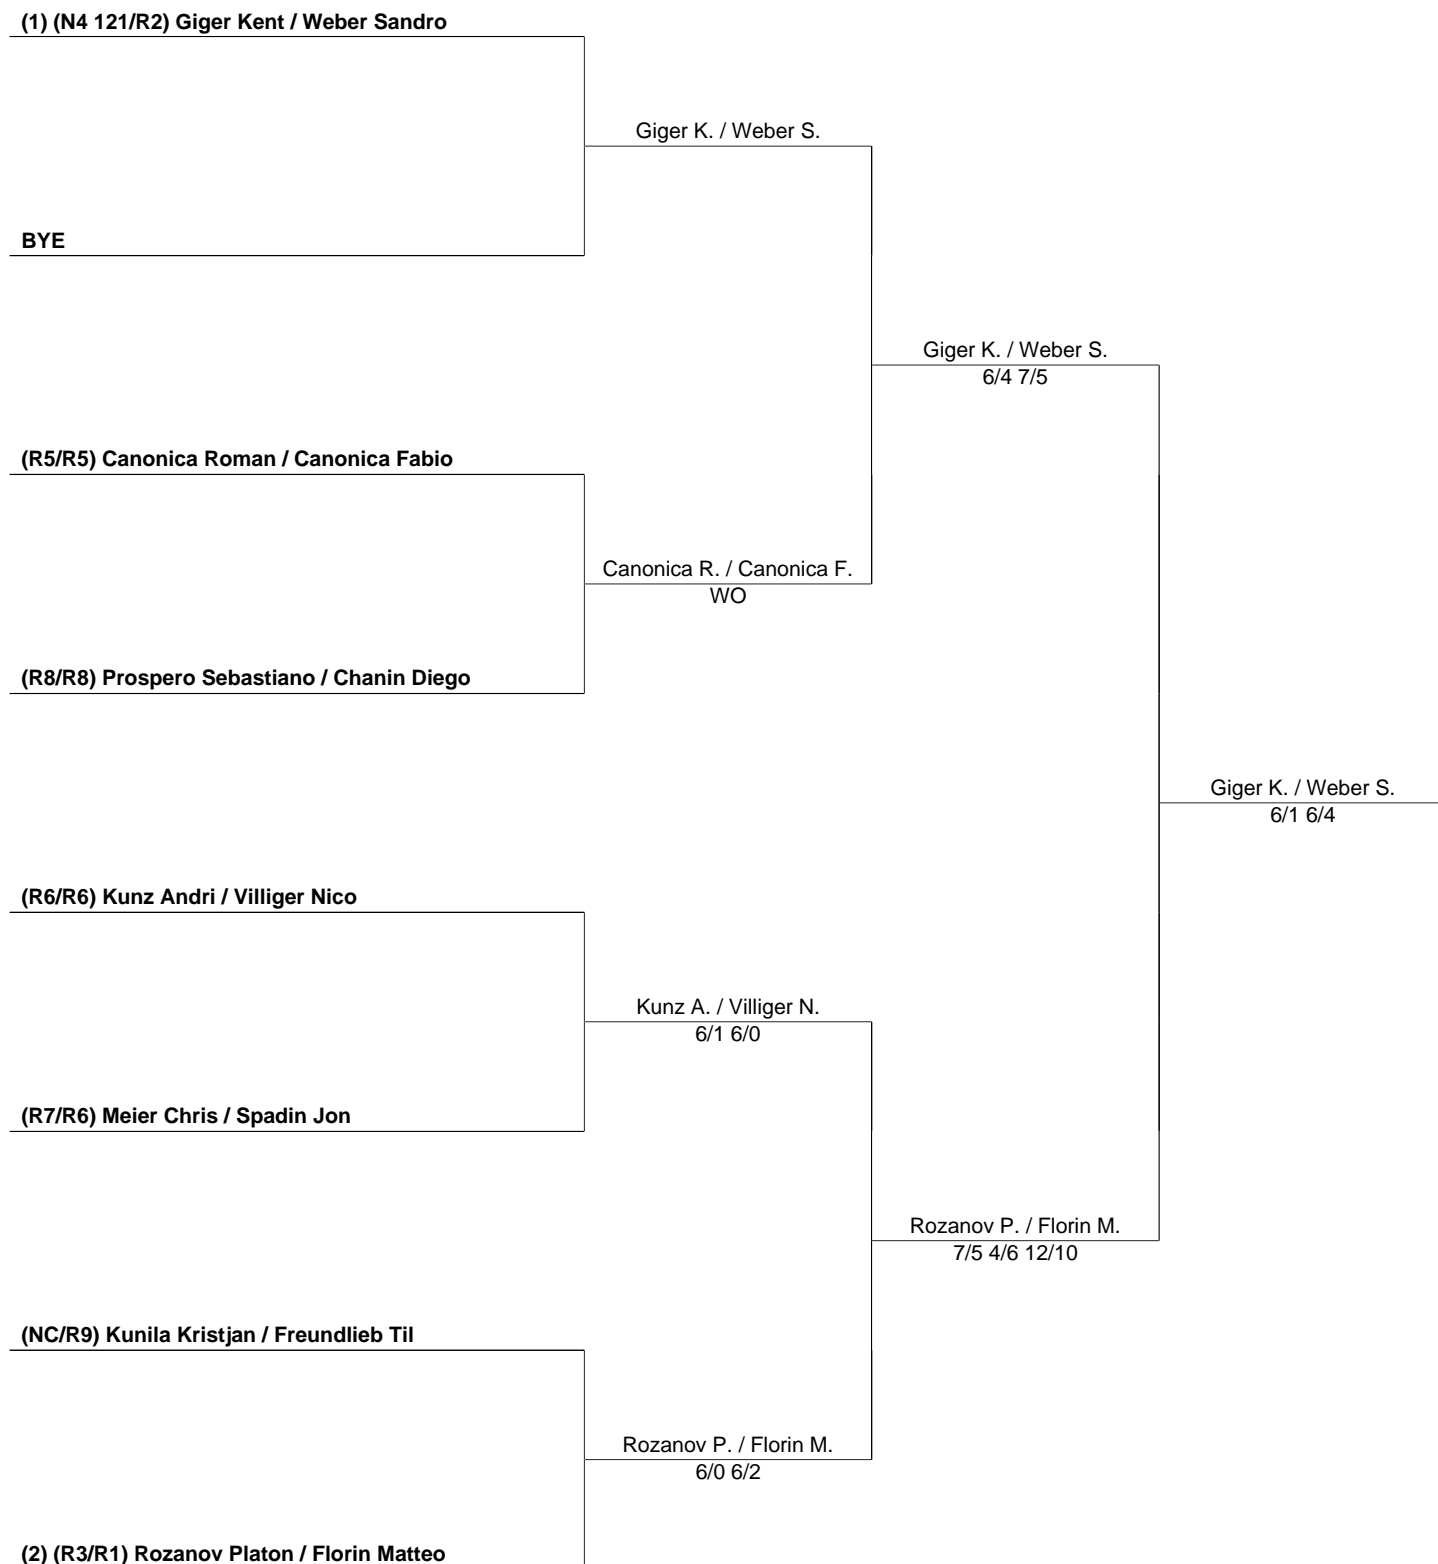 (1) (N4 121/R2) Giger Kent / Weber Sandro
Giger K. / Weber S.
BYE
Giger K. / Weber S.
6/4 7/5
(R5/R5) Canonica Roman / Canonica Fabio
Canonica R. / Canonica F.
WO
(R8/R8) Prospero Sebastiano / Chanin Diego
Giger K. / Weber S.
6/1 6/4
(R6/R6) Kunz Andri / Villiger Nico
Kunz A. / Villiger N.
6/1 6/0
(R7/R6) Meier Chris / Spadin Jon
Rozanov P. / Florin M.
7/5 4/6 12/10
(NC/R9) Kunila Kristjan / Freundlieb Til
Rozanov P. / Florin M.
6/0 6/2
(2) (R3/R1) Rozanov Platon / Florin Matteo